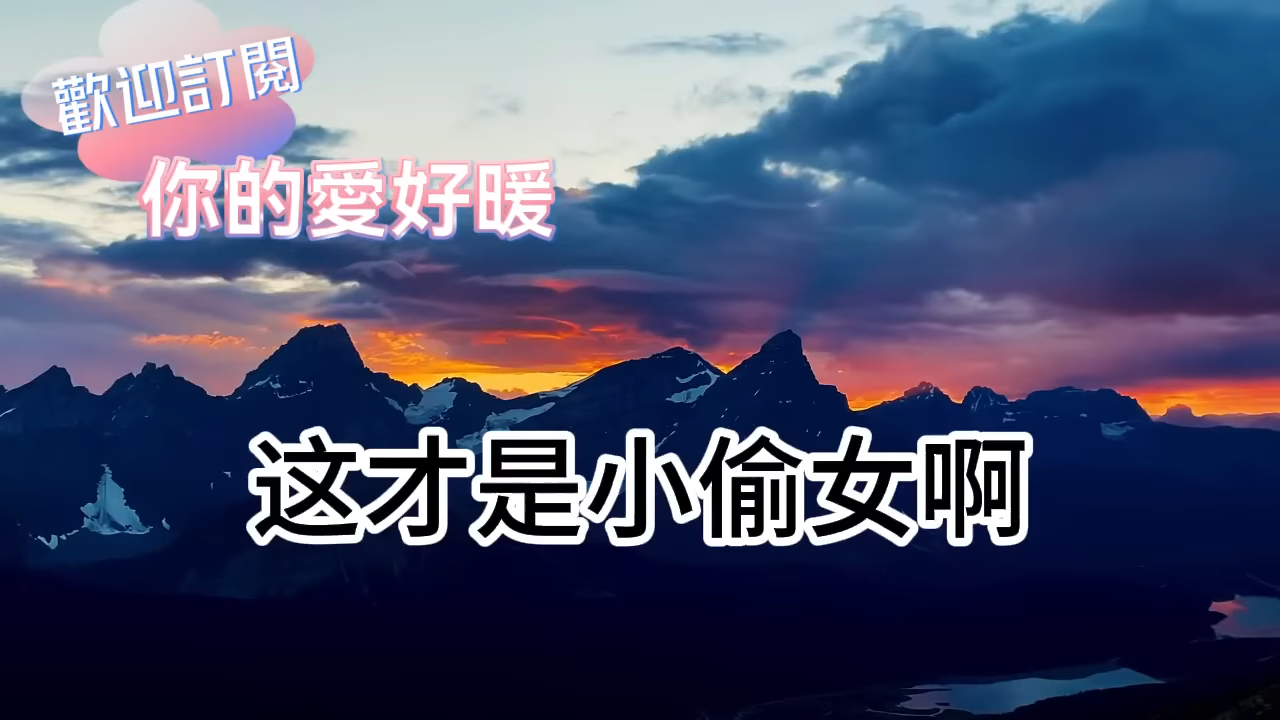 歡迎訂閱
你的愛好暖
这才是小偷女啊